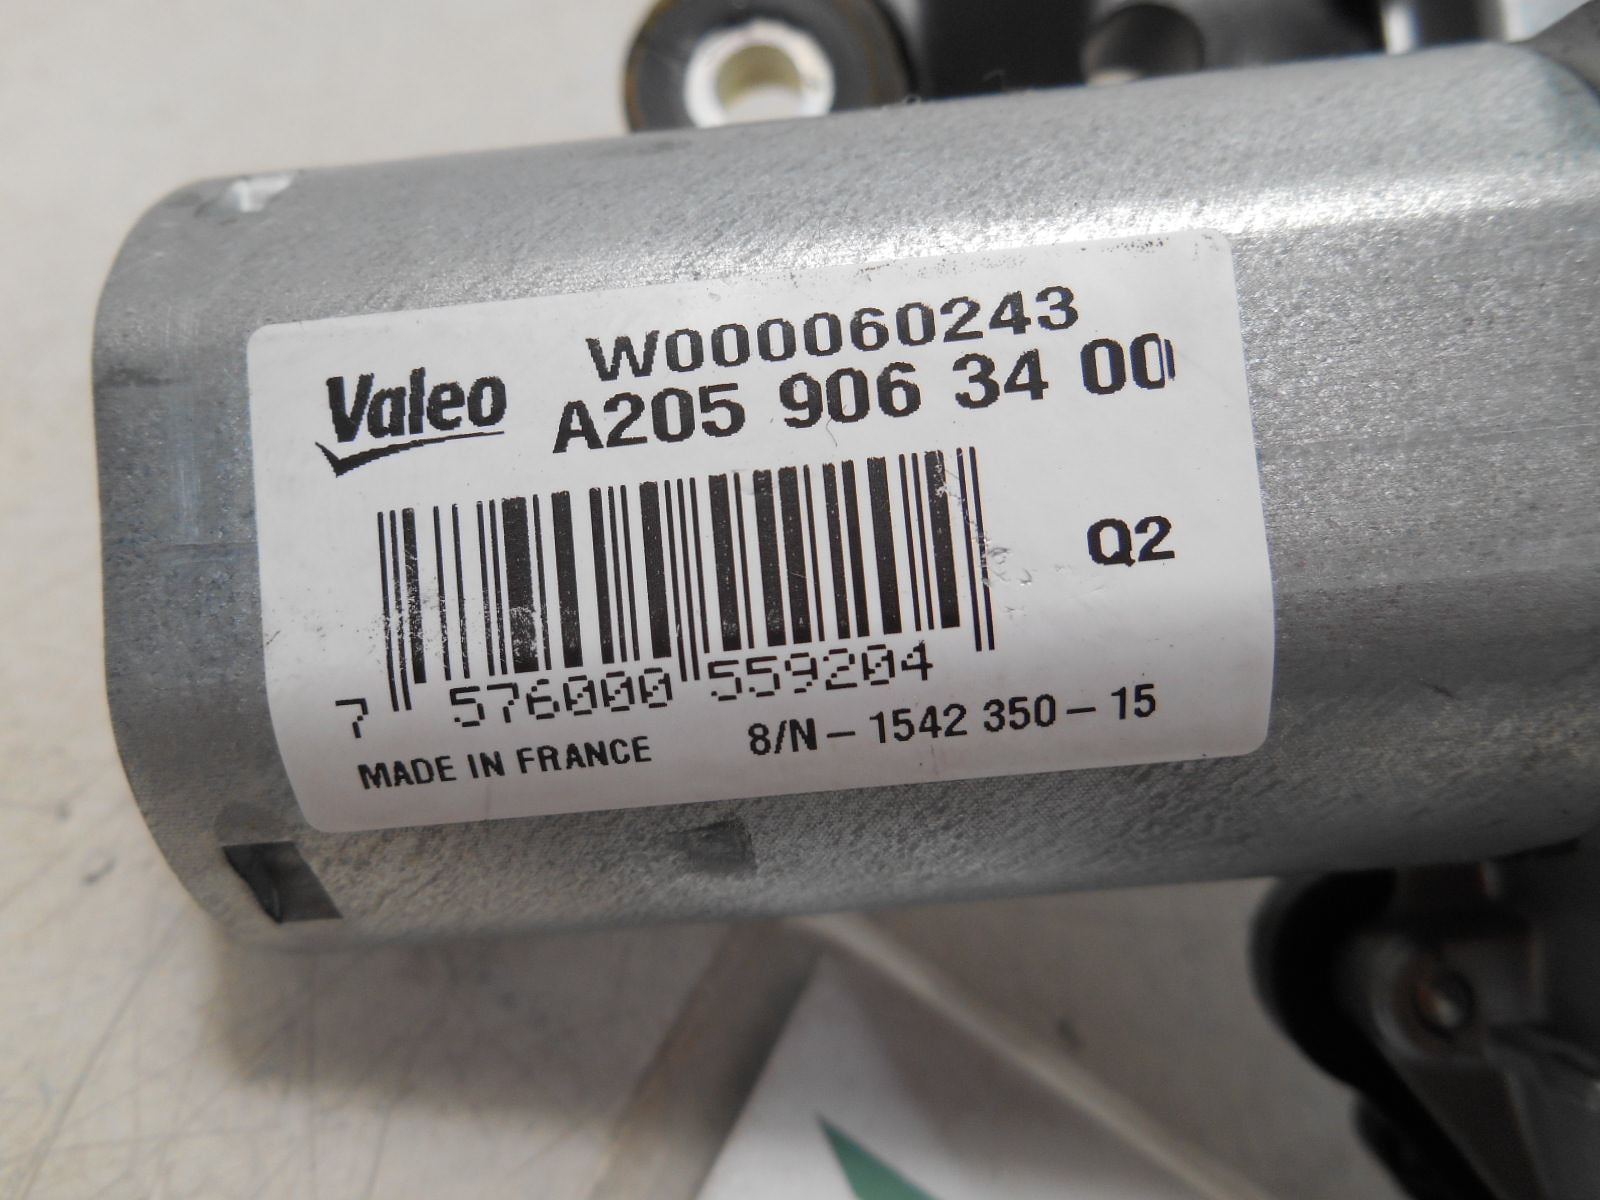 Valeo
W000060243
A205 906 34 00
Q2
7 576000 559204
MADE IN FRANCE 8/N-1542 350-15